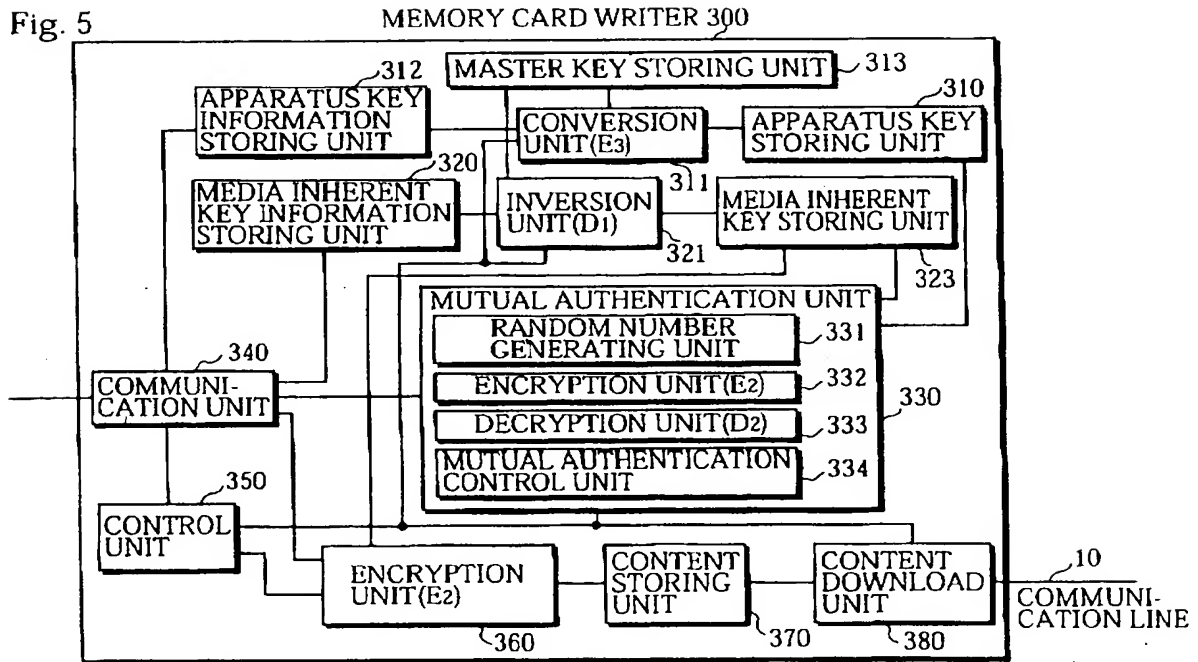 Fig. 5
MEMORY CARD WRITER 300
MASTER KEY STORING UNIT
313
312
APPARATUS KEY
INFORMATION
STORING UNIT
CONVERSION
UNIT(E3)
311
310
APPARATUS KEY
STORING UNIT
320
MEDIA INHERENT
KEY INFORMATION
STORING UNIT
INVERSION
UNIT(D1)
321
MEDIA INHERENT
KEY STORING UNIT
323
MUTUAL AUTHENTICATION UNIT
RANDOM NUMBER
GENERATING UNIT
331
ENCRYPTION UNIT(E2)
332
DECRYPTION UNIT(D2)
333
MUTUAL AUTHENTICATION
CONTROL UNIT
334
330
340
COMMUNI-
CATION UNIT
350
CONTROL
UNIT
ENCRYPTION
UNIT(E2)
360
CONTENT
STORING
UNIT
370
CONTENT
DOWNLOAD
UNIT
380
10
COMMUNI-
CATION LINE